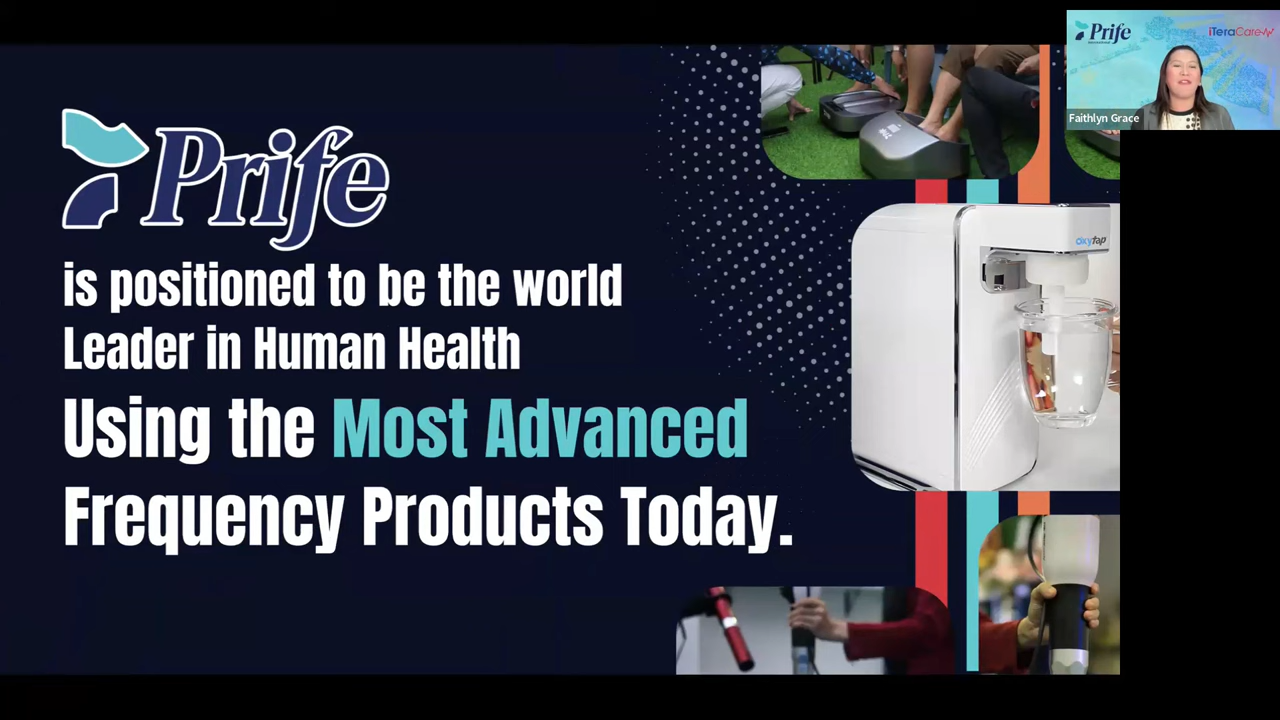 Prife
is positioned to be the world
Leader in Human Health
Using the Most Advanced
Frequency Products Today.
oxytap
Prife
iTeraCare
Faithlyn Grace